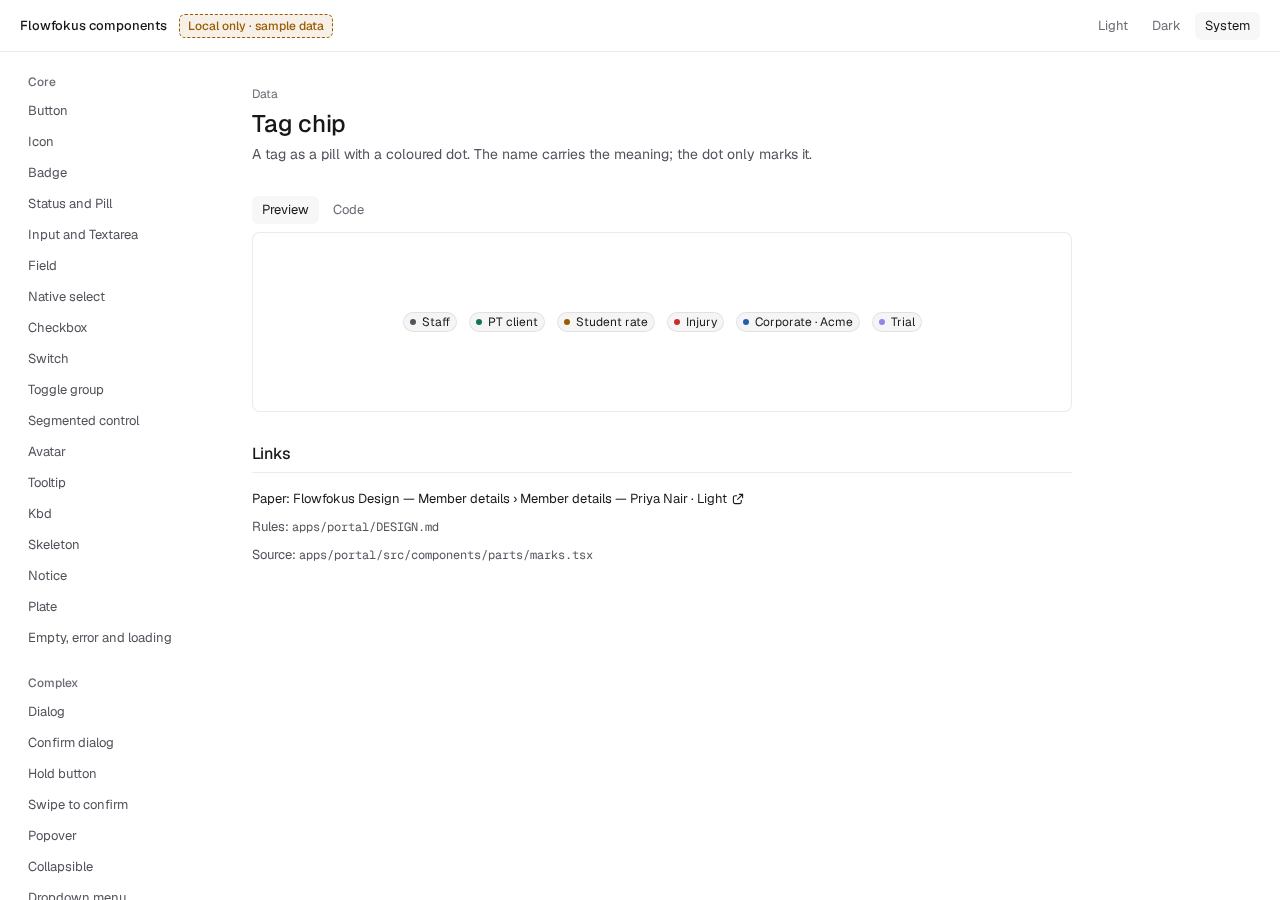 Flowfokus components
Local only · sample data
Light
Dark
System
Core
Button
Icon
Badge
Status and Pill
Input and Textarea
Field
Native select
Checkbox
Switch
Toggle group
Segmented control
Avatar
Tooltip
Kbd
Skeleton
Notice
Plate
Empty, error and loading
Complex
Dialog
Confirm dialog
Hold button
Swipe to confirm
Popover
Collapsible
Dropdown menu
Data
Tag chip
A tag as a pill with a coloured dot. The name carries the meaning; the dot only marks it.
Preview
Code
Staff
PT client
Student rate
Injury
Corporate · Acme
Trial
Links
Paper: Flowfokus Design — Member details › Member details — Priya Nair · Light
Rules: apps/portal/DESIGN.md
Source: apps/portal/src/components/parts/marks.tsx